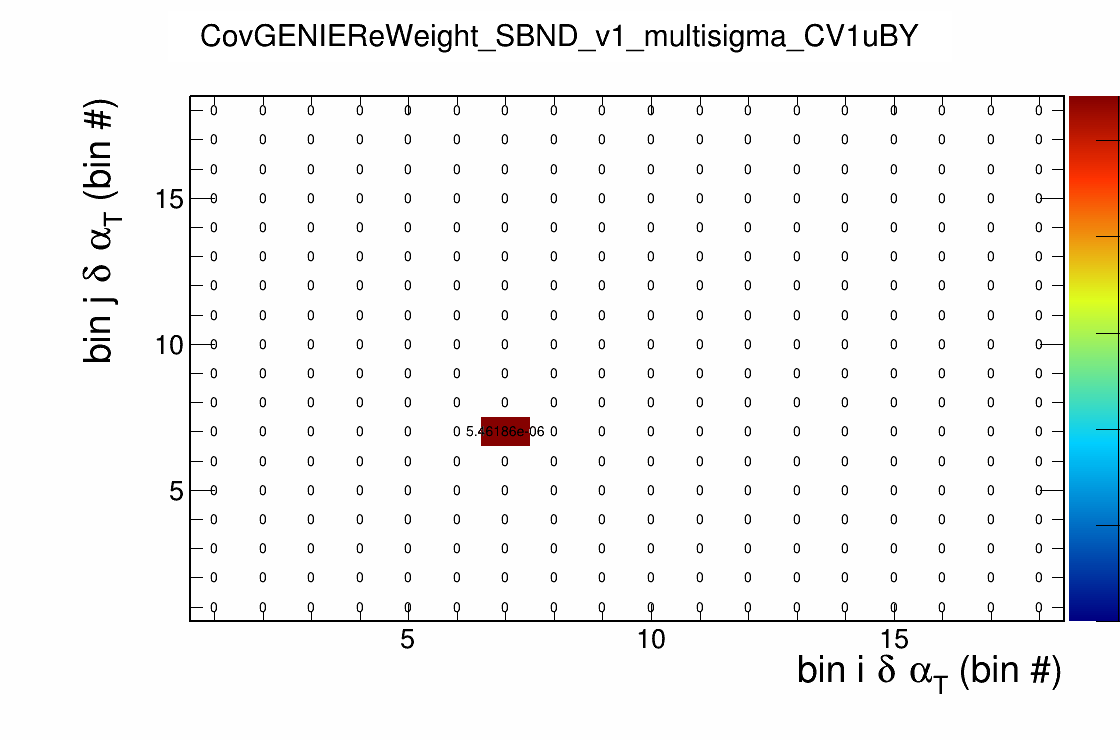 CovGENIEReWeight_SBND_v1_multisigma_CV1uBY
bin j δ α_T (bin #)
0 0 0 0 0 0 0 0 0 0 0 0 0 0 0 0 0 0
0 0 0 0 0 0 0 0 0 0 0 0 0 0 0 0 0 0
0 0 0 0 0 0 0 0 0 0 0 0 0 0 0 0 0 0
15 0 0 0 0 0 0 0 0 0 0 0 0 0 0 0 0 0 0
0 0 0 0 0 0 0 0 0 0 0 0 0 0 0 0 0 0
0 0 0 0 0 0 0 0 0 0 0 0 0 0 0 0 0 0
0 0 0 0 0 0 0 0 0 0 0 0 0 0 0 0 0 0
0 0 0 0 0 0 0 0 0 0 0 0 0 0 0 0 0 0
10 0 0 0 0 0 0 0 0 0 0 0 0 0 0 0 0 0 0
0 0 0 0 0 0 0 0 0 0 0 0 0 0 0 0 0 0
0 0 0 0 0 0 0 0 0 0 0 0 0 0 0 0 0 0
0 0 0 0 0 0 5.46186e-06 0 0 0 0 0 0 0 0 0 0 0
0 0 0 0 0 0 0 0 0 0 0 0 0 0 0 0 0 0
5 0 0 0 0 0 0 0 0 0 0 0 0 0 0 0 0 0 0
0 0 0 0 0 0 0 0 0 0 0 0 0 0 0 0 0 0
0 0 0 0 0 0 0 0 0 0 0 0 0 0 0 0 0 0
0 0 0 0 0 0 0 0 0 0 0 0 0 0 0 0 0 0
0 0 0 0 0 0 0 0 0 0 0 0 0 0 0 0 0 0
5 10 15
bin i δ α_T (bin #)